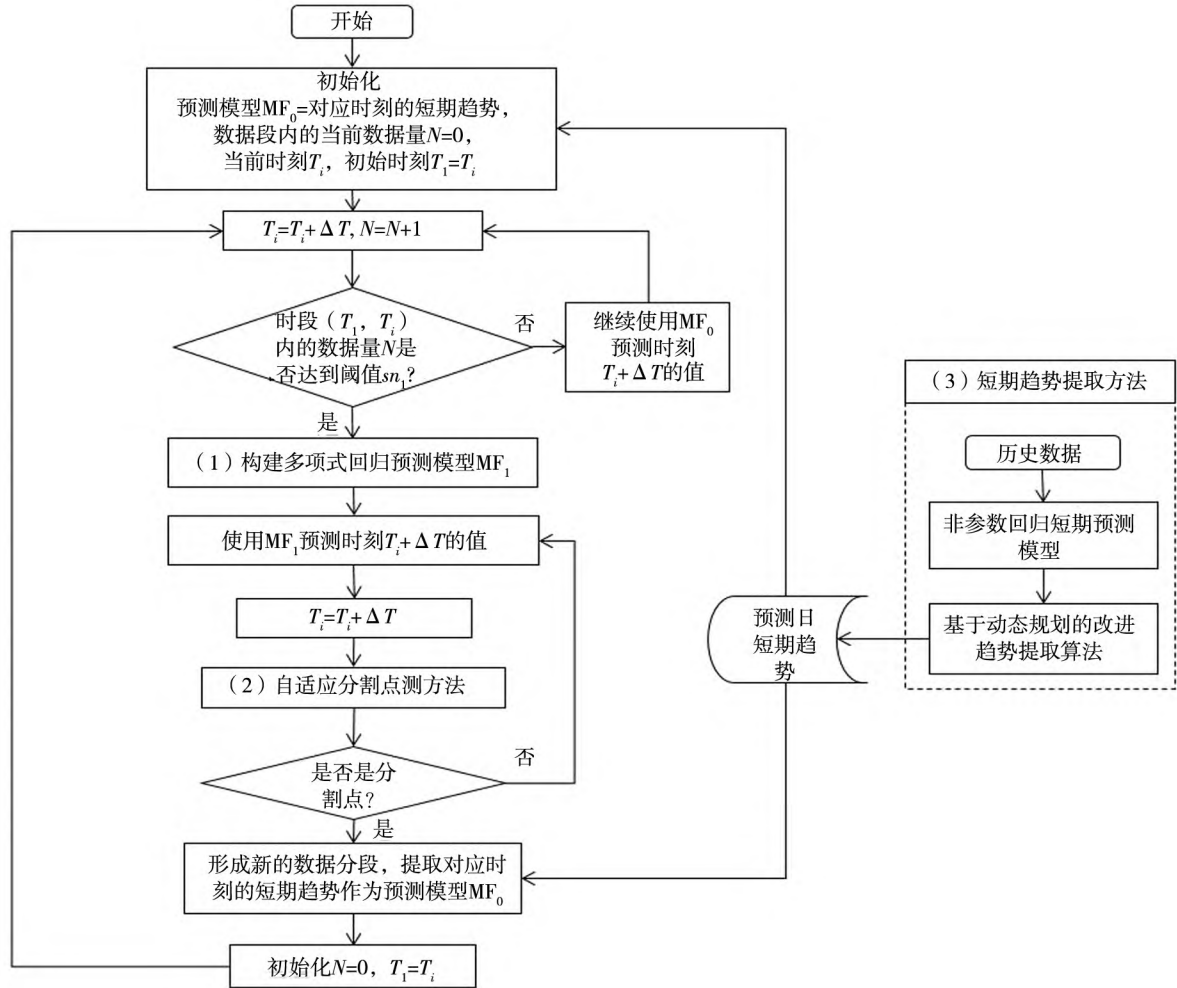 开始
初始化
预测模型MF₀=对应时刻的短期趋势，
数据段内的当前数据量N=0，
当前时刻Tᵢ，初始时刻T₁=Tᵢ
Tᵢ=Tᵢ+ΔT, N=N+1
时段（T₁，Tᵢ）
内的数据量N是
否达到阈值sn₁?
否
继续使用MF₀
预测时刻
Tᵢ+ΔT的值
是
（1）构建多项式回归预测模型MF₁
使用MF₁预测时刻Tᵢ+ΔT的值
Tᵢ=Tᵢ+ΔT
（2）自适应分割点测方法
是否是分
割点?
否
是
形成新的数据分段，提取对应时
刻的短期趋势作为预测模型MF₀
初始化N=0，T₁=Tᵢ
预测日
短期趋
势
（3）短期趋势提取方法
历史数据
非参数回归短期预测
模型
基于动态规划的改进
趋势提取算法